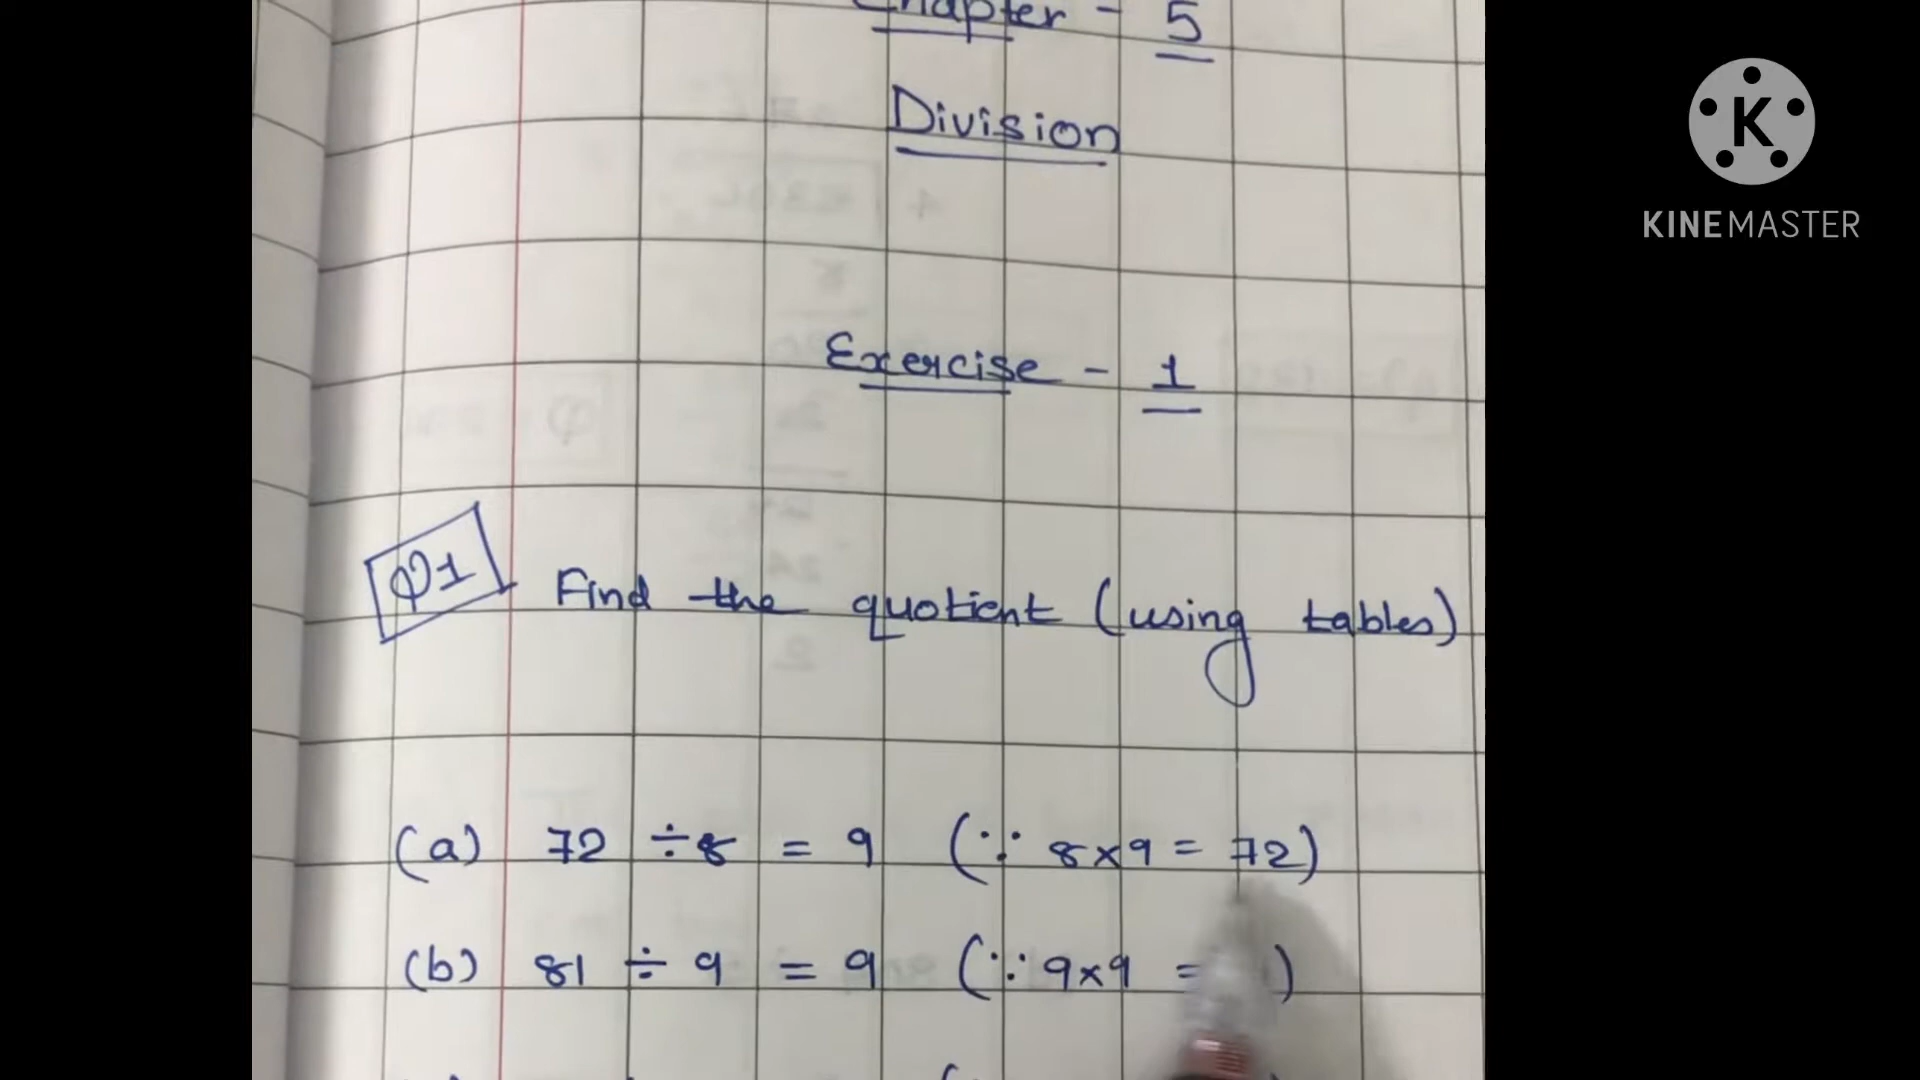 Chapter - 5
Division
Exercise - 1
Q1 Find the quotient (using tables)
(a) 72 ÷ 8 = 9 (∵ 8×9 = 72)
(b) 81 ÷ 9 = 9 (∵ 9×9 = )
K
KINEMASTER